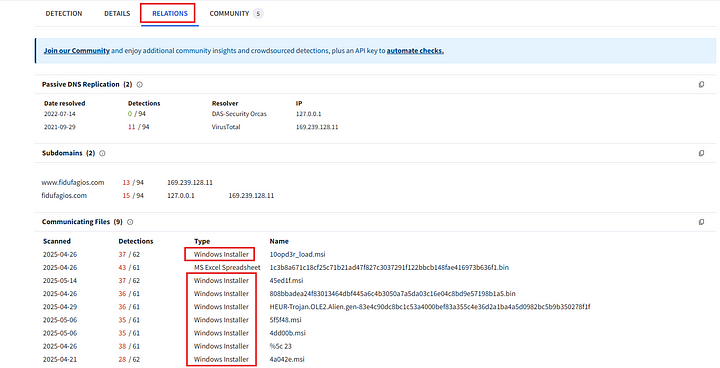 DETECTION DETAILS RELATIONS COMMUNITY 5
Join our Community and enjoy additional community insights and crowdsourced detections, plus an API key to automate checks.
Passive DNS Replication (2)
Date resolved Detections Resolver IP
2022-07-14 0 / 94 DAS-Security Orcas 127.0.0.1
2021-09-29 11 / 94 VirusTotal 169.239.128.11
Subdomains (2)
www.fidufagios.com 13 / 94 169.239.128.11
fidufagios.com 15 / 94 127.0.0.1 169.239.128.11
Communicating Files (9)
Scanned Detections Type Name
2025-04-26 37 / 62 Windows Installer 10opd3r_load.msi
2025-04-26 43 / 61 MS Excel Spreadsheet 1c3b8a671c18cf25c71b21ad47f827c3037291f122bbcb148fae416973b636f1.bin
2025-05-14 37 / 62 Windows Installer 45ed1f.msi
2025-04-26 36 / 61 Windows Installer 808bbadea24f83013464dbf445a6c4b3050a7a5da03c16e04c8bd9e57198b1a5.bin
2025-04-29 36 / 61 Windows Installer HEUR-Trojan.OLE2.Alien.gen-83e4c90dc8bc1c53a4000bef83a355c4e36d2a1ba4a5d0982bc5b9b350278f1f
2025-05-06 35 / 61 Windows Installer 5f5f48.msi
2025-05-06 35 / 61 Windows Installer 4dd00b.msi
2025-04-26 38 / 61 Windows Installer %5c 23
2025-04-21 28 / 62 Windows Installer 4a042e.msi